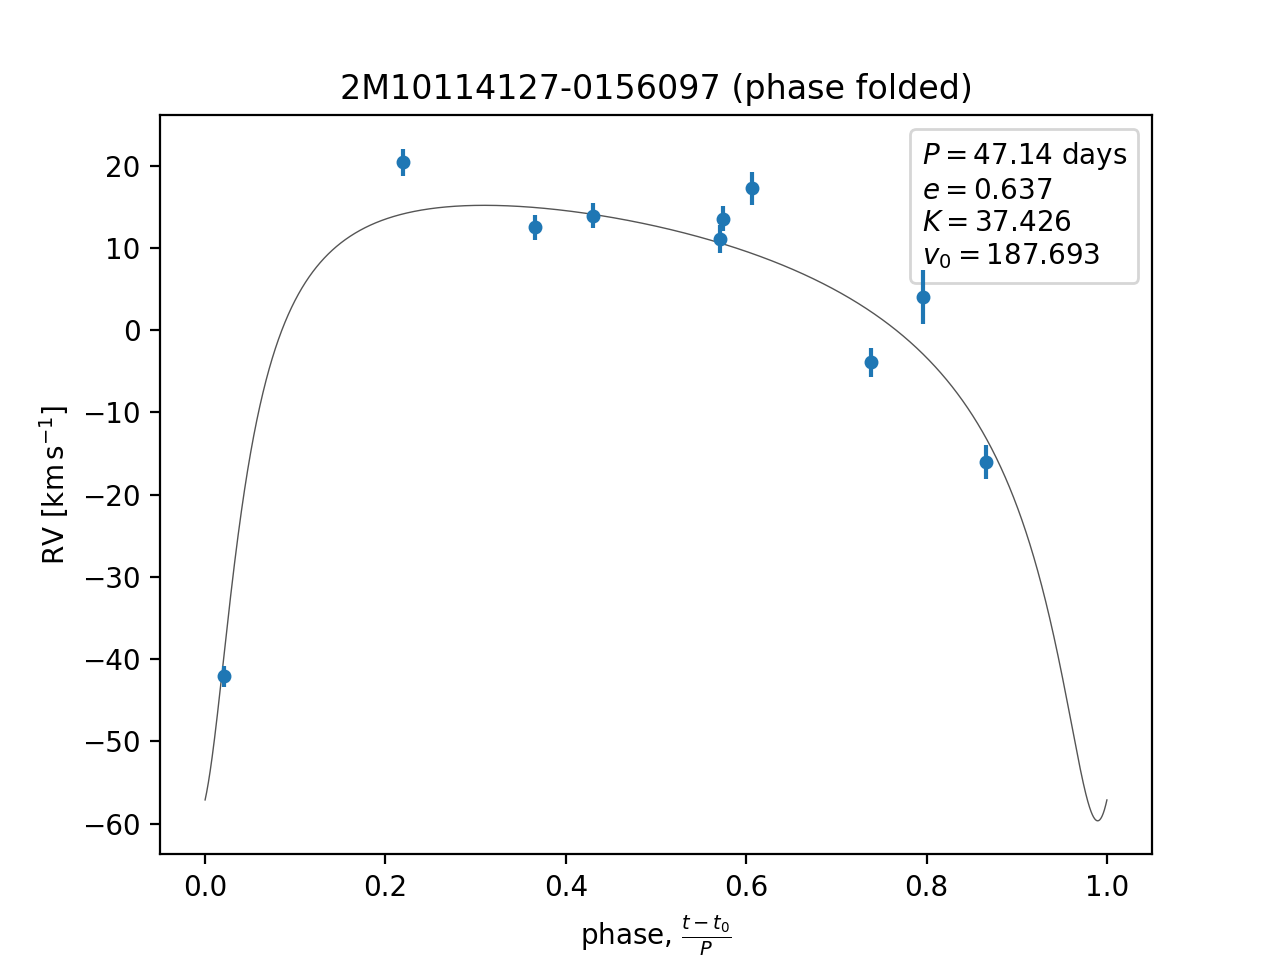 2M10114127-0156097 (phase folded)
P = 47.14 days
e = 0.637
K = 37.426
v₀ = 187.693
20
10
0
−10
−20
−30
−40
−50
−60
RV [km s⁻¹]
0.0 0.2 0.4 0.6 0.8 1.0
phase, (t − t₀)/P